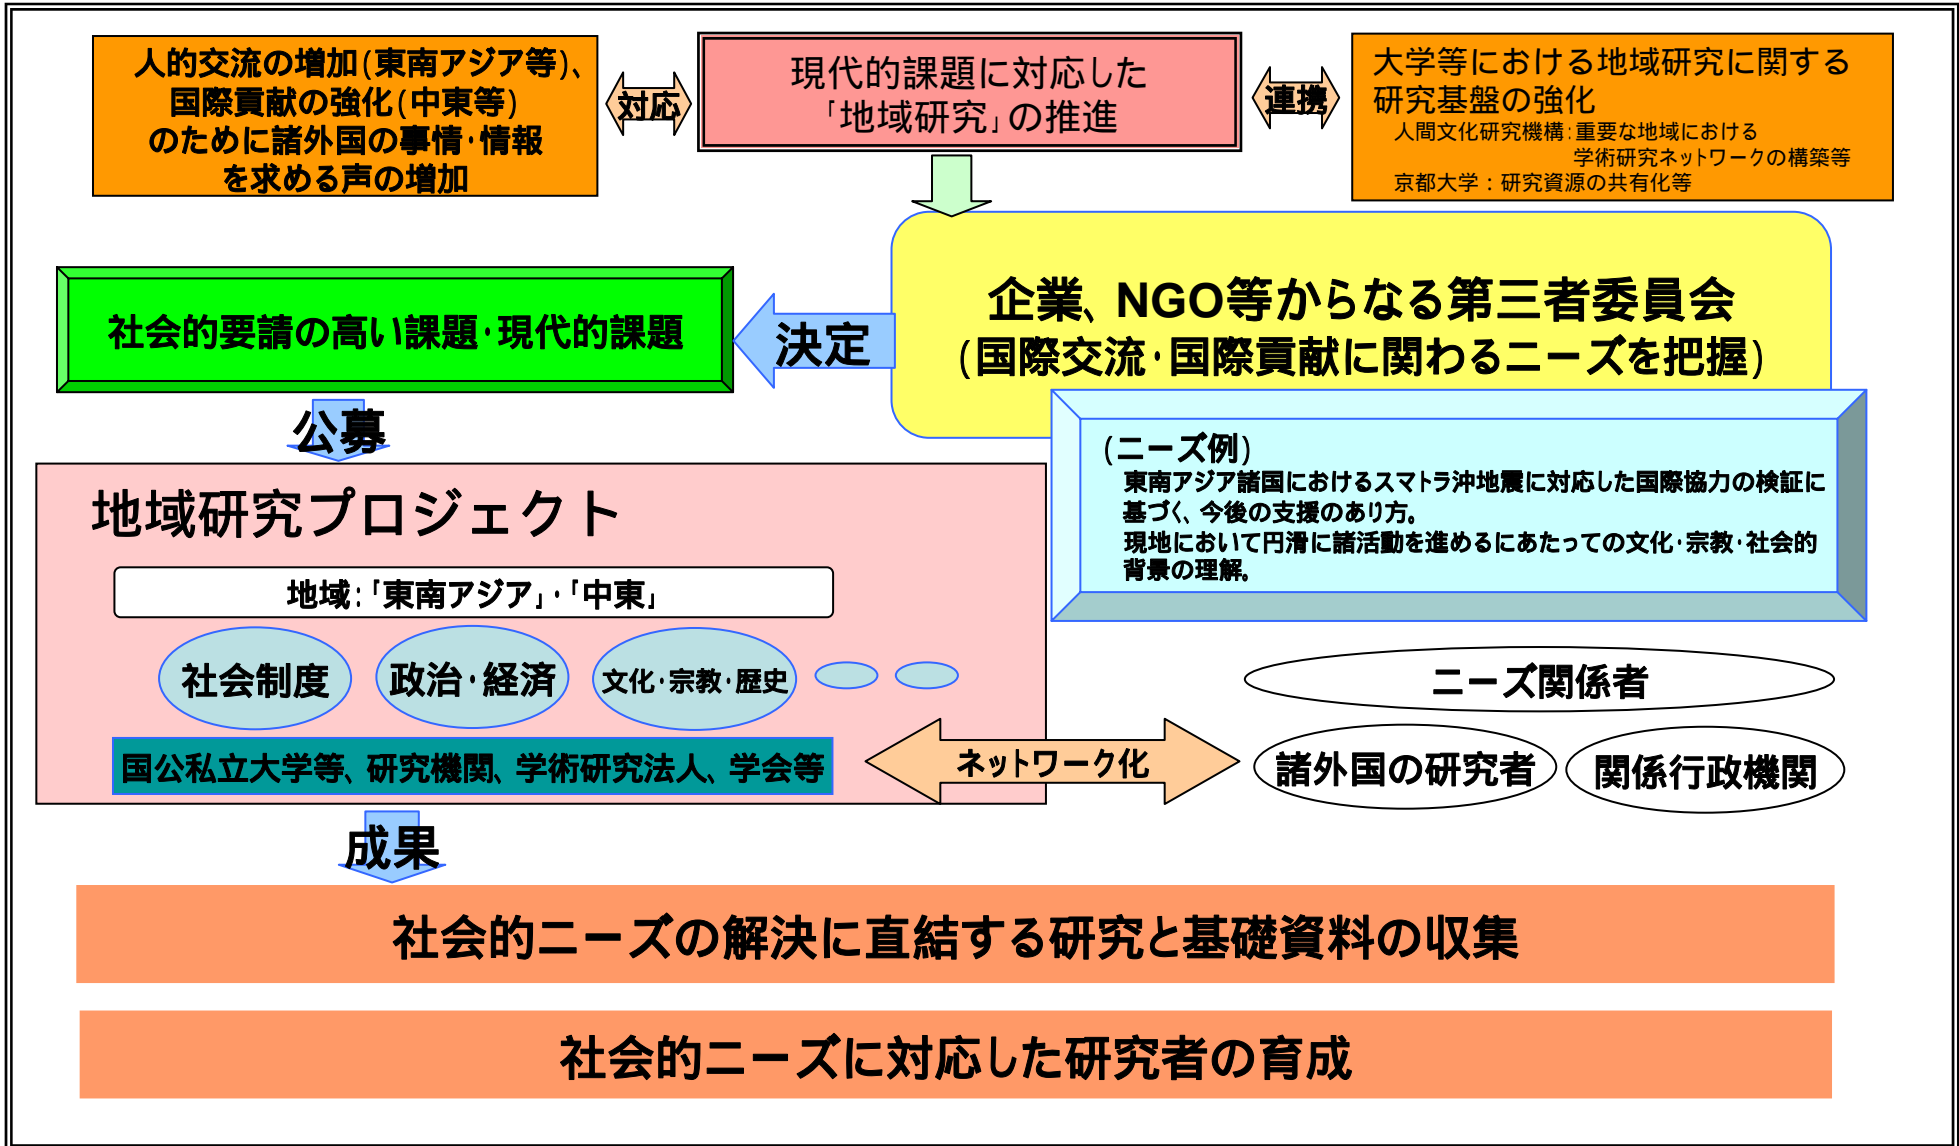 人的交流の増加(東南アジア等)、
国際貢献の強化(中東等)
のために諸外国の事情・情報
を求める声の増加
対応
現代的課題に対応した
「地域研究」の推進
連携
大学等における地域研究に関する
研究基盤の強化
人間文化研究機構：重要な地域における
学術研究ネットワークの構築等
京都大学：研究資源の共有化等
企業、NGO等からなる第三者委員会
(国際交流・国際貢献に関わるニーズを把握)
決定
社会的要請の高い課題・現代的課題
公募
(ニーズ例)
東南アジア諸国におけるスマトラ沖地震に対応した国際協力の検証に
基づく、今後の支援のあり方。
現地において円滑に諸活動を進めるにあたっての文化・宗教・社会的
背景の理解。
地域研究プロジェクト
地域：「東南アジア」・「中東」
社会制度
政治・経済
文化・宗教・歴史
国公私立大学等、研究機関、学術研究法人、学会等
ネットワーク化
ニーズ関係者
諸外国の研究者
関係行政機関
成果
社会的ニーズの解決に直結する研究と基礎資料の収集
社会的ニーズに対応した研究者の育成